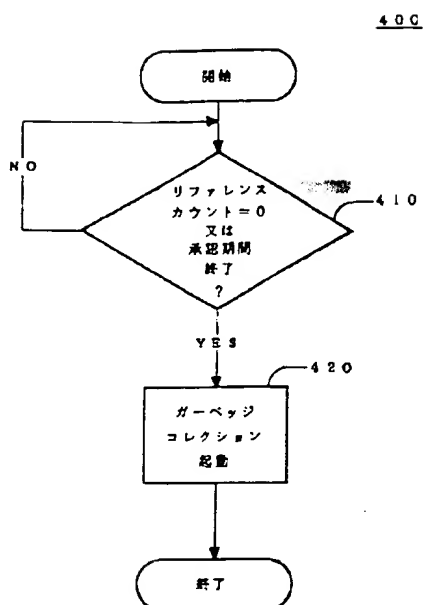 400
開始
NO
リファレンス
カウント=0
又は
承認期間
終了
?
410
YES
420
ガーベッジ
コレクション
起動
終了